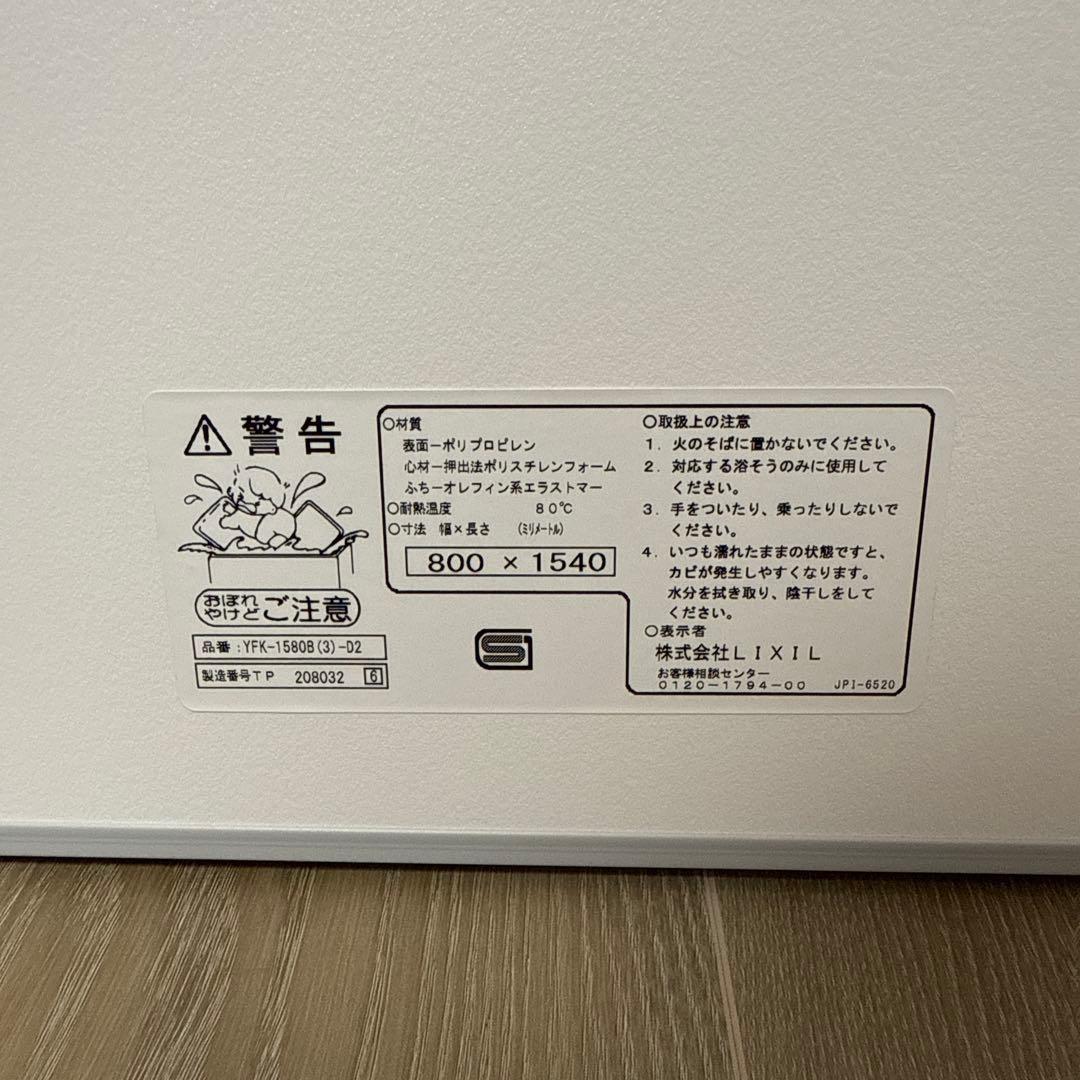 警告
おぼれ
やけど ご注意
品番:YFK-1580B(3)-D2
製造番号TP 208032 6
○材質
表面ーポリプロピレン
心材ー押出法ポリスチレンフォーム
ふちーオレフィン系エラストマー
○耐熱温度 80℃
○寸法 幅×長さ (ミリメートル)
800 × 1540
○取扱上の注意
1. 火のそばに置かないでください。
2. 対応する浴そうのみに使用して
ください。
3. 手をついたり、乗ったりしないで
ください。
4. いつも濡れたままの状態ですと、
カビが発生しやすくなります。
水分を拭き取り、陰干しをして
ください。
○表示者
株式会社LIXIL
お客様相談センター
0120-1794-00 JPI-6520